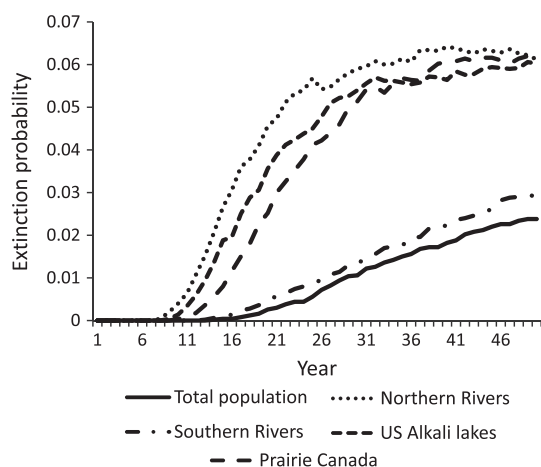 0.07
0.06
0.05
0.04
0.03
0.02
0.01
0
Extinction probability
1 6 11 16 21 26 31 36 41 46
Year
Total population Northern Rivers
Southern Rivers US Alkali lakes
Prairie Canada